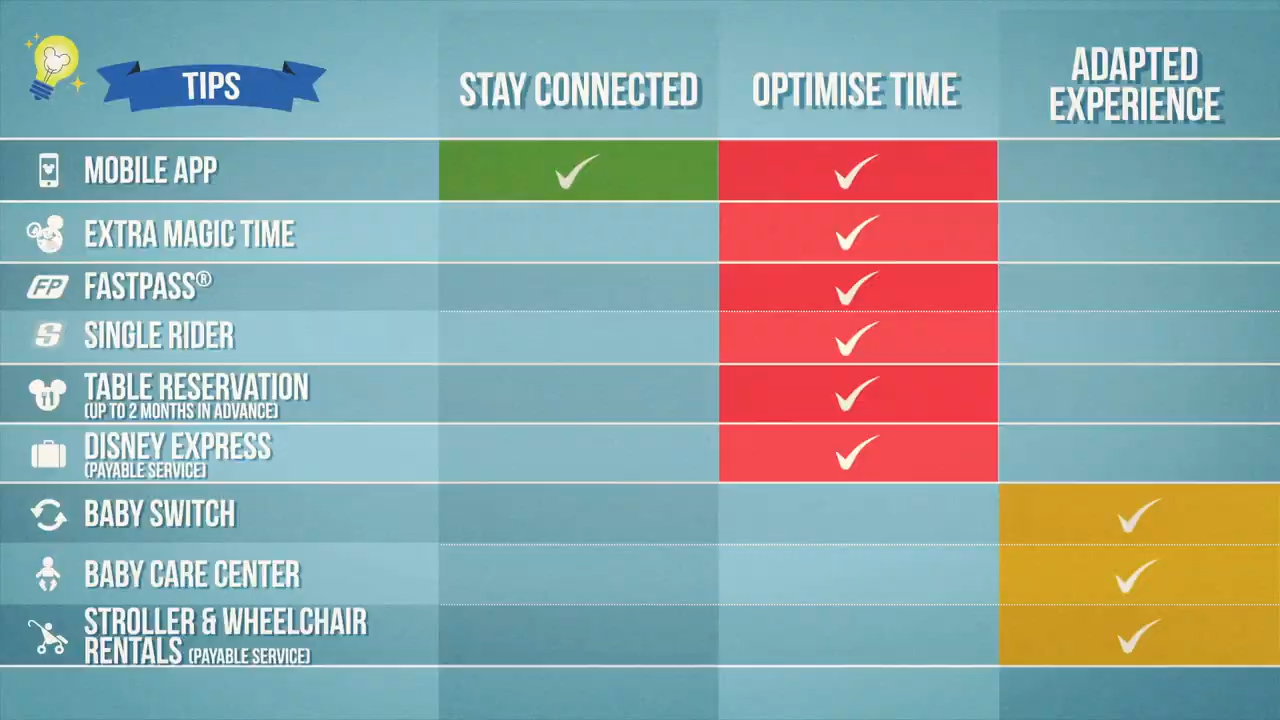 TIPS
STAY CONNECTED
OPTIMISE TIME
ADAPTED
EXPERIENCE
MOBILE APP
EXTRA MAGIC TIME
FP FASTPASS®
S SINGLE RIDER
TABLE RESERVATION
(UP TO 2 MONTHS IN ADVANCE)
DISNEY EXPRESS
(PAYABLE SERVICE)
BABY SWITCH
BABY CARE CENTER
STROLLER & WHEELCHAIR
RENTALS (PAYABLE SERVICE)